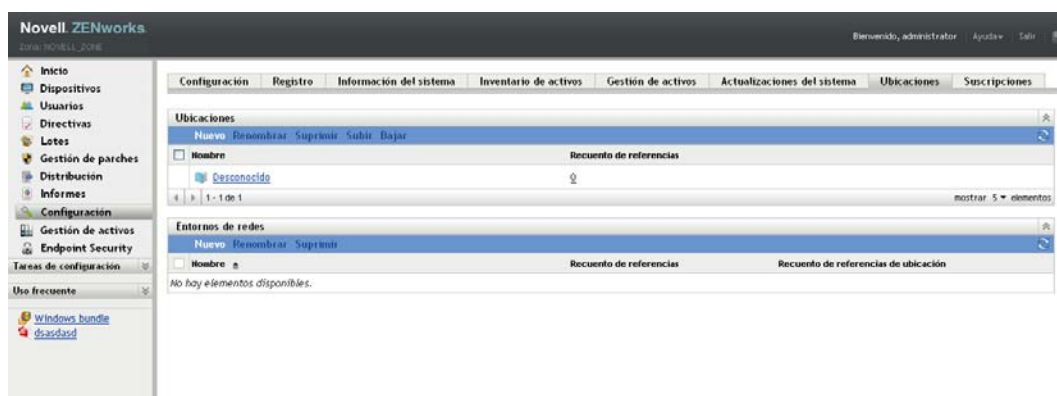 Novell. ZENworks.
Zona: NOVELL_ZONE
Bienvenido, administrator Ayuda Salir
Inicio
Dispositivos
Usuarios
Directivas
Lotes
Gestión de parches
Distribución
Informes
Configuración
Gestión de activos
Endpoint Security
Tareas de configuración
Uso frecuente
Windows bundle
dsasdasd
Configuración Registro Información del sistema Inventario de activos Gestión de activos Actualizaciones del sistema Ubicaciones Suscripciones
Ubicaciones
Nuevo Renombrar Suprimir Subir Bajar
Nombre Recuento de referencias
Desconocido 0
1 - 1 de 1 mostrar 5 elementos
Entornos de redes
Nuevo Renombrar Suprimir
Nombre Recuento de referencias Recuento de referencias de ubicación
No hay elementos disponibles.